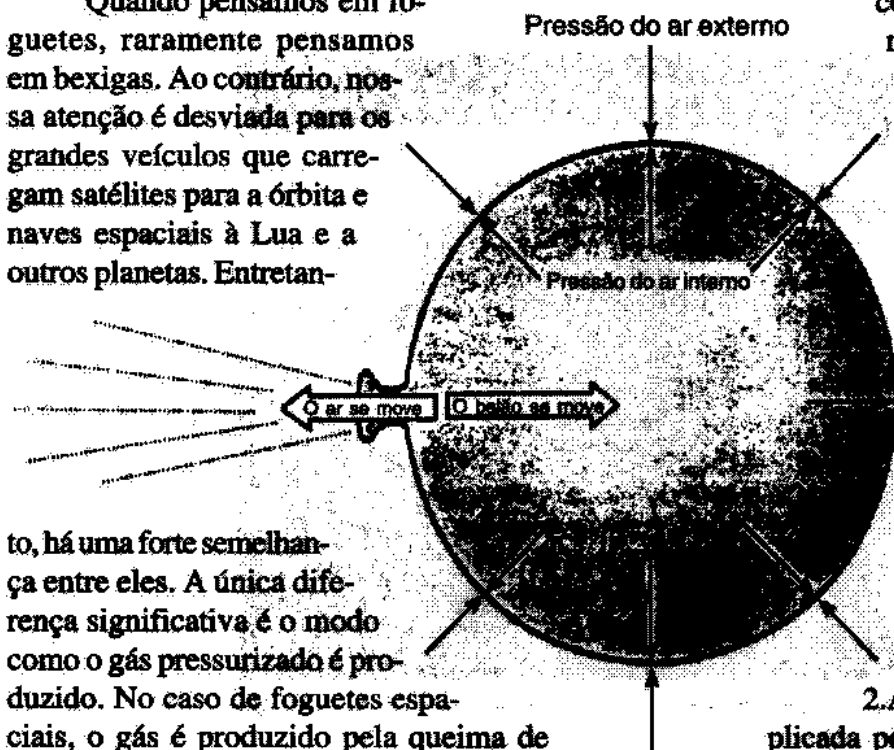 Quando pensamos em fo-
guetes, raramente pensamos
em bexigas. Ao contrário, nos-
sa atenção é desviada para os
grandes veículos que carre-
gam satélites para a órbita e
naves espaciais à Lua e a
outros planetas. Entretan-
Pressão do ar externo
Pressão do ar interno
O ar se move
O balão se move
to, há uma forte semelhan-
ça entre eles. A única dife-
rença significativa é o modo
como o gás pressurizado é pro-
duzido. No caso de foguetes espa-
ciais, o gás é produzido pela queima de
2.